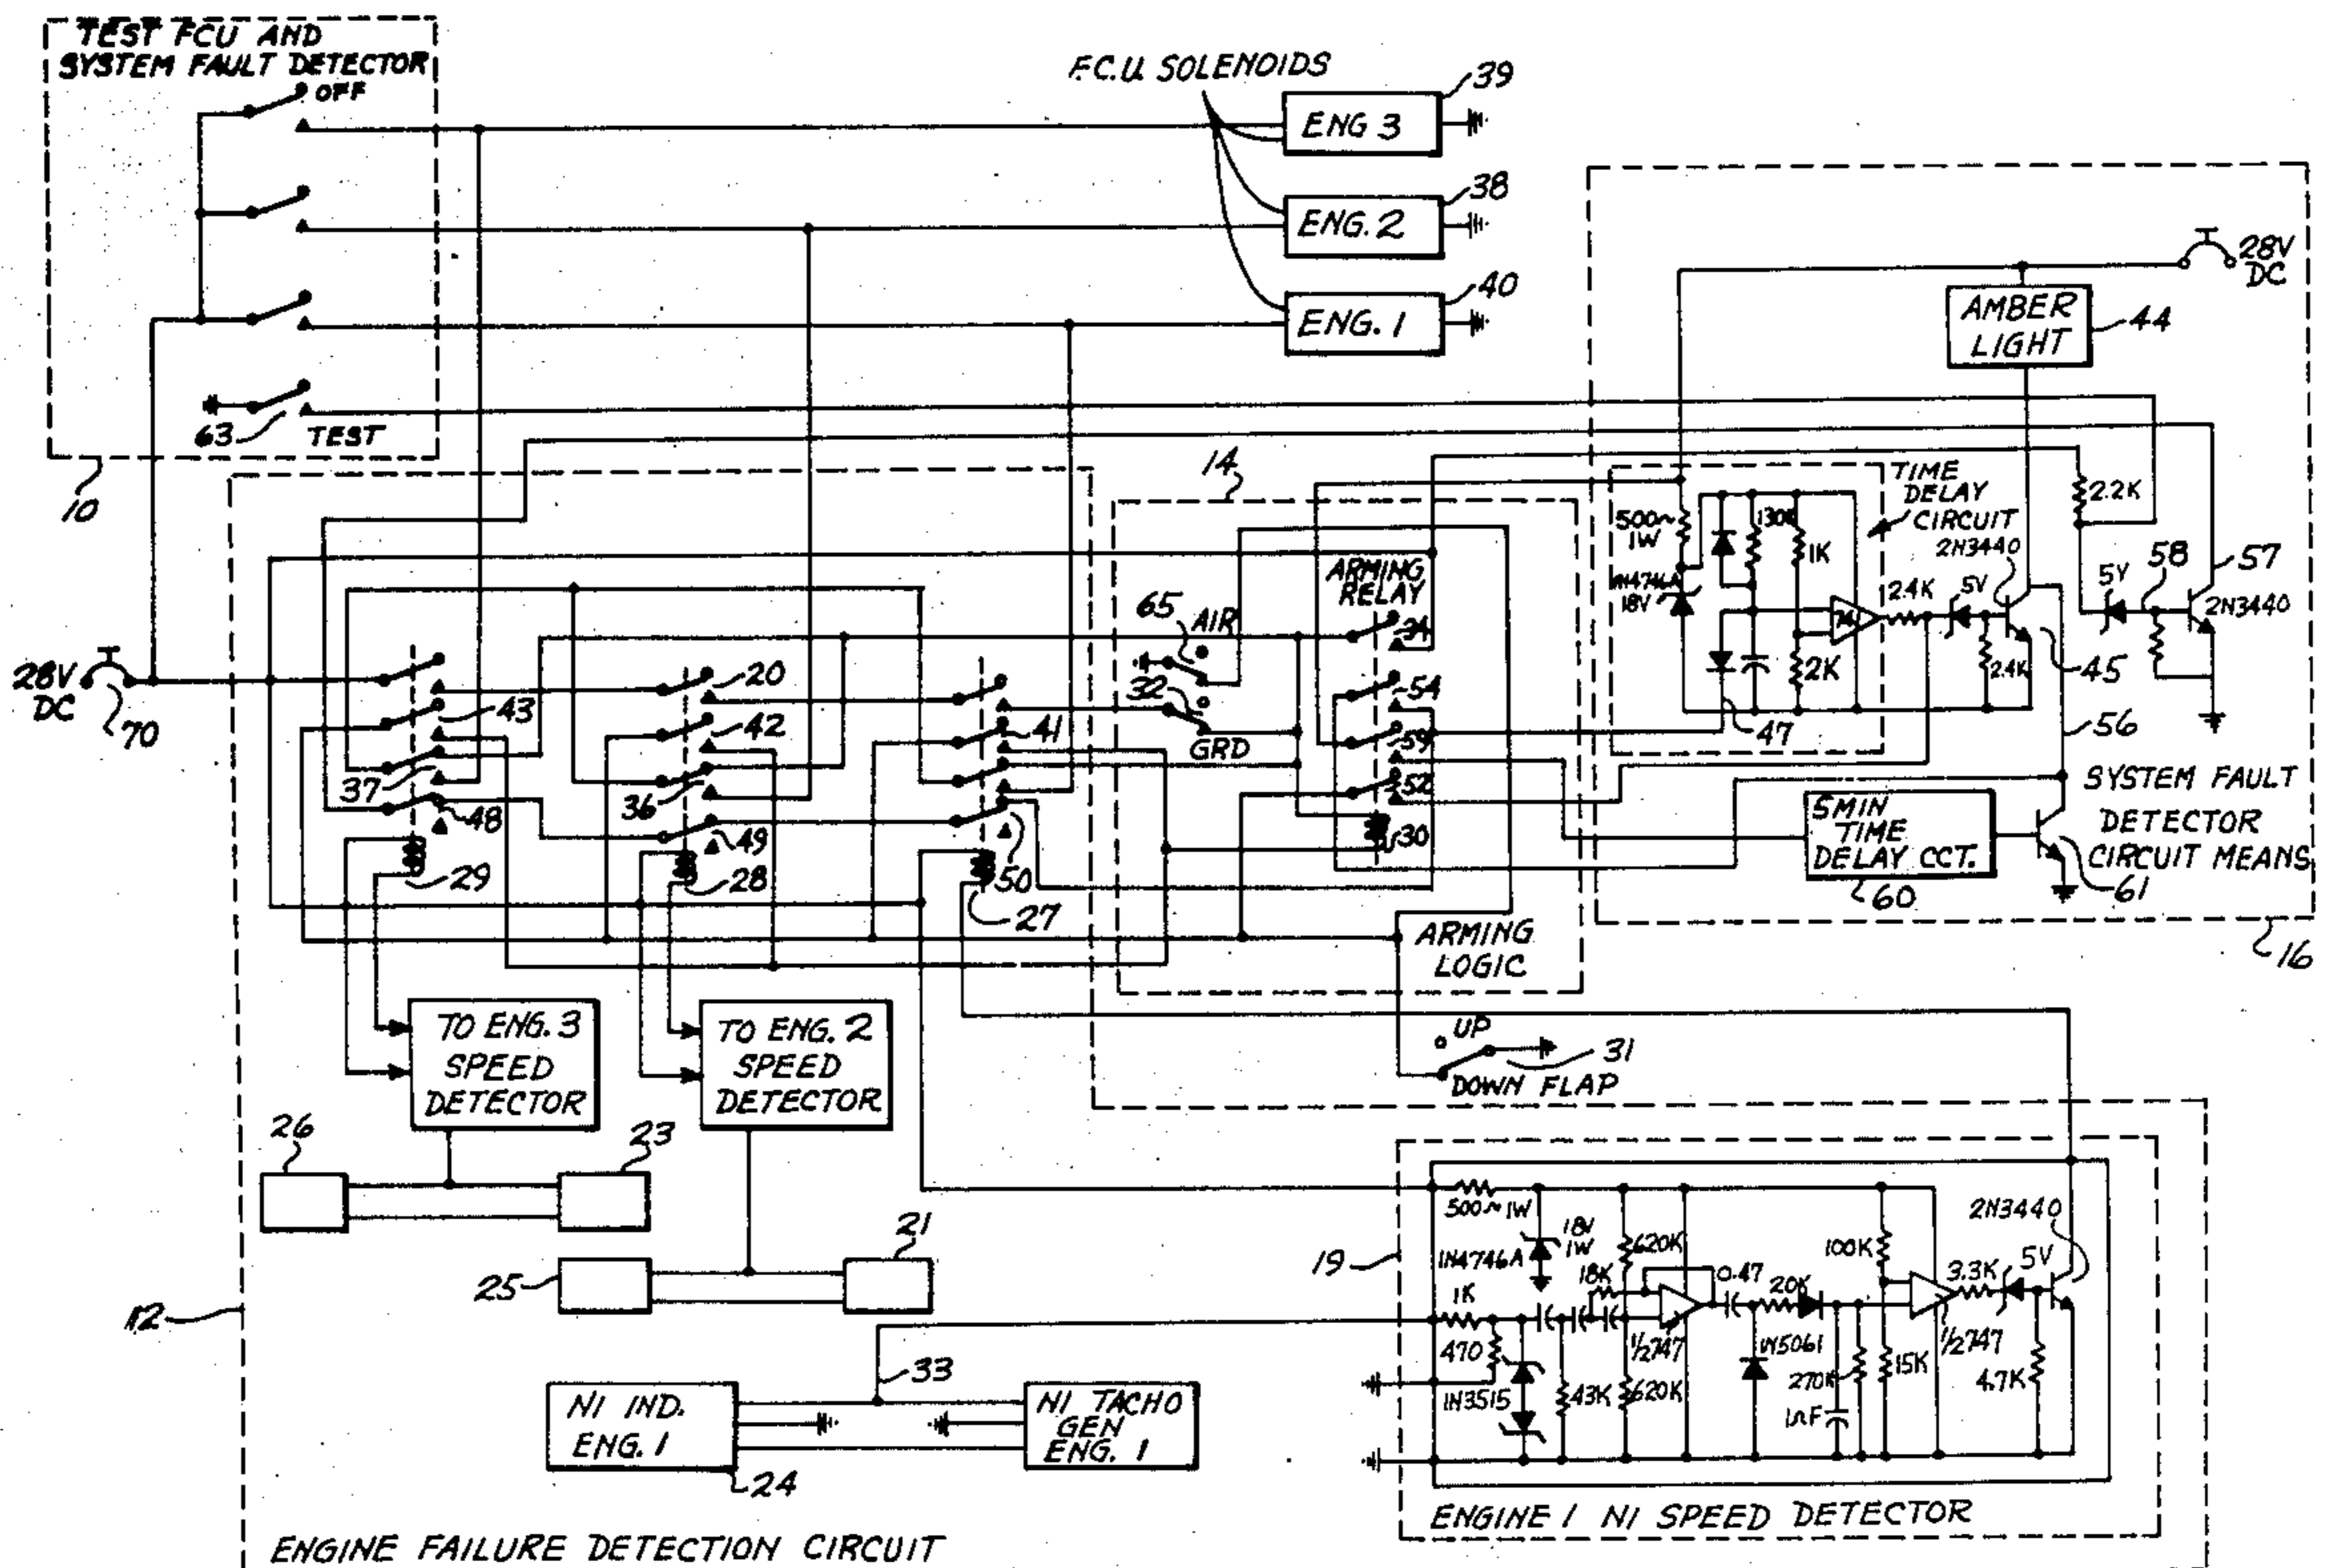 TEST FCU AND
SYSTEM FAULT DETECTOR
OFF
63
TEST
10
F.C.U. SOLENOIDS
ENG 3
39
ENG. 2
38
ENG. 1
40
28V
DC
AMBER
LIGHT
44
14
TIME
DELAY
CIRCUIT
500~
1W
130K
1K
2N3440
2.2K
1N4746A
18V
2.4K
5V
58
57
5V
2N3440
2K
2.4K
45
47
56
ARMING
RELAY
65
AIR
34
32
54
GRD
59
52
30
28V
DC
70
43
20
42
41
37
36
48
49
50
29
28
27
5MIN
TIME
DELAY CCT.
60
61
SYSTEM FAULT
DETECTOR
CIRCUIT MEANS
16
ARMING
LOGIC
UP
31
DOWN FLAP
TO ENG. 3
SPEED
DETECTOR
TO ENG. 2
SPEED
DETECTOR
26
23
25
21
12
33
N1 IND.
ENG. 1
24
N1 TACHO
GEN
ENG. 1
19
500~1W
18V
1W
1N4746A
620K
18K
1K
0.47
20K
100K
3.3K
5V
2N3440
470
1/2747
1N5061
1/2747
1N3515
43K
620K
270K
15K
4.7K
ENGINE 1 N1 SPEED DETECTOR
ENGINE FAILURE DETECTION CIRCUIT